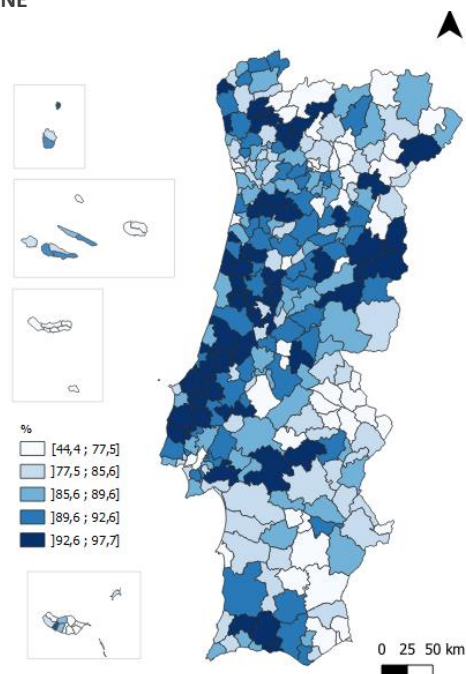 NE
%
[44,4 ; 77,5]
]77,5 ; 85,6]
]85,6 ; 89,6]
]89,6 ; 92,6]
]92,6 ; 97,7]
0 25 50 km